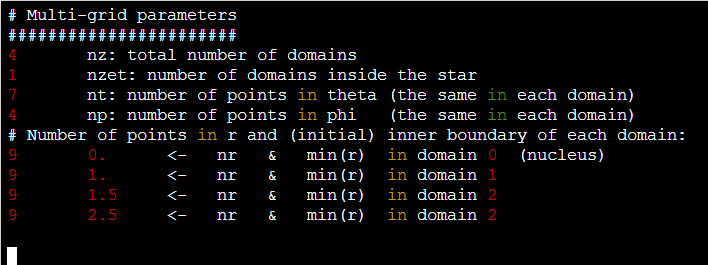 # Multi-grid parameters
#######################
4 nz: total number of domains
1 nzet: number of domains inside the star
7 nt: number of points in theta (the same in each domain)
4 np: number of points in phi (the same in each domain)
# Number of points in r and (initial) inner boundary of each domain:
9 0. <- nr & min(r) in domain 0 (nucleus)
9 1. <- nr & min(r) in domain 1
9 1.5 <- nr & min(r) in domain 2
9 2.5 <- nr & min(r) in domain 2